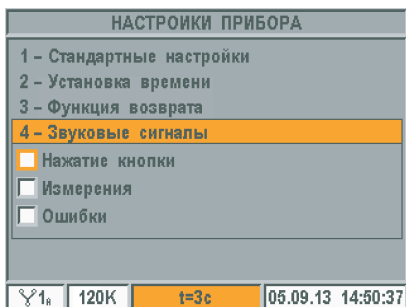 НАСТРОЙКИ ПРИБОРА
1 – Стандартные настройки
2 – Установка времени
3 – Функция возврата
4 – Звуковые сигналы
Нажатие кнопки
Измерения
Ошибки
1ₐ 120K t=3c 05.09.13 14:50:37